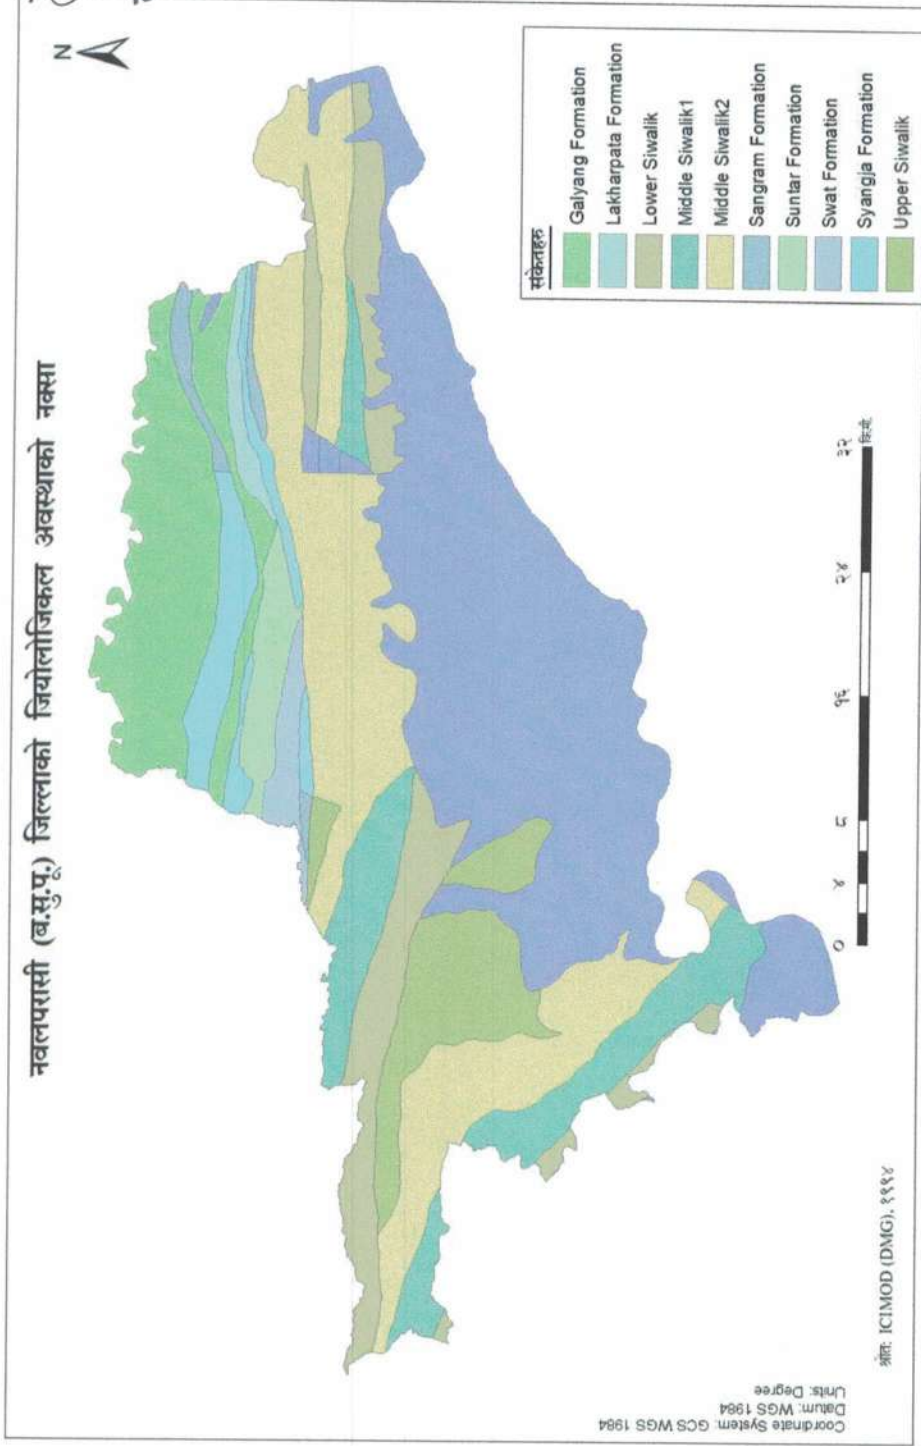 नवलपरासी (ब.सु.पू.) जिल्लाको जियोलोजिकल अवस्थाको नक्सा
N
संकेतहरु
Galyang Formation
Lakharpata Formation
Lower Siwalik
Middle Siwalik1
Middle Siwalik2
Sangram Formation
Suntar Formation
Swat Formation
Syangja Formation
Upper Siwalik
० ४ ८ १६ २४ ३२
कि.मी.
Coordinate System: GCS WGS 1984
Datum: WGS 1984
Units: Degree
श्रोत: ICIMOD (DMG), १९९४